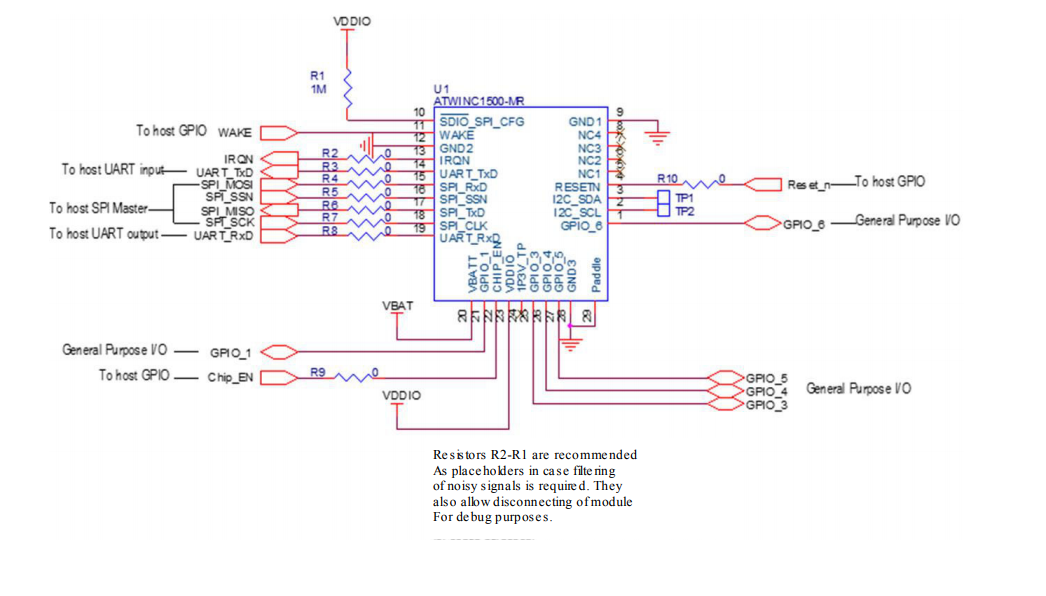 VDDIO
R1
1M
U1
ATWINC1500-MR
10
SDIO_SPI_CFG
11
WAKE
12
GND2
13
IRQN
14
UART_TxD
15
SPI_RxD
16
SPI_SSN
17
SPI_TxD
18
SPI_CLK
19
UART_RxD
To host GPIO WAKE
IRQN
R2 0
To host UART input
UART_TxD
R3 0
SPI_MOSI
R4 0
SPI_SSN
R5 0
To host SPI Master
SPI_MISO
R6 0
SPI_SCK
R7 0
To host UART output
UART_RxD
R8 0
9
GND1
8
NC4
NC3
NC2
NC1
4
RESETN
3
I2C_SDA
2
I2C_SCL
1
GPIO_6
R10 0
Reset_n
To host GPIO
TP1
TP2
GPIO_6
General Purpose I/O
VBATT
GPIO_1
CHIP_EN
VDDIO
1P3V_TP
GPIO_3
GPIO_4
GPIO_5
GND3
Paddle
20
21
22
23
24
25
26
27
28
29
VBAT
General Purpose I/O
GPIO_1
To host GPIO
Chip_EN
R9 0
VDDIO
GPIO_5
GPIO_4
GPIO_3
General Purpose I/O
Resistors R2-R1 are recommended
As placeholders in case filtering
of noisy signals is required. They
also allow disconnecting of module
For debug purposes.